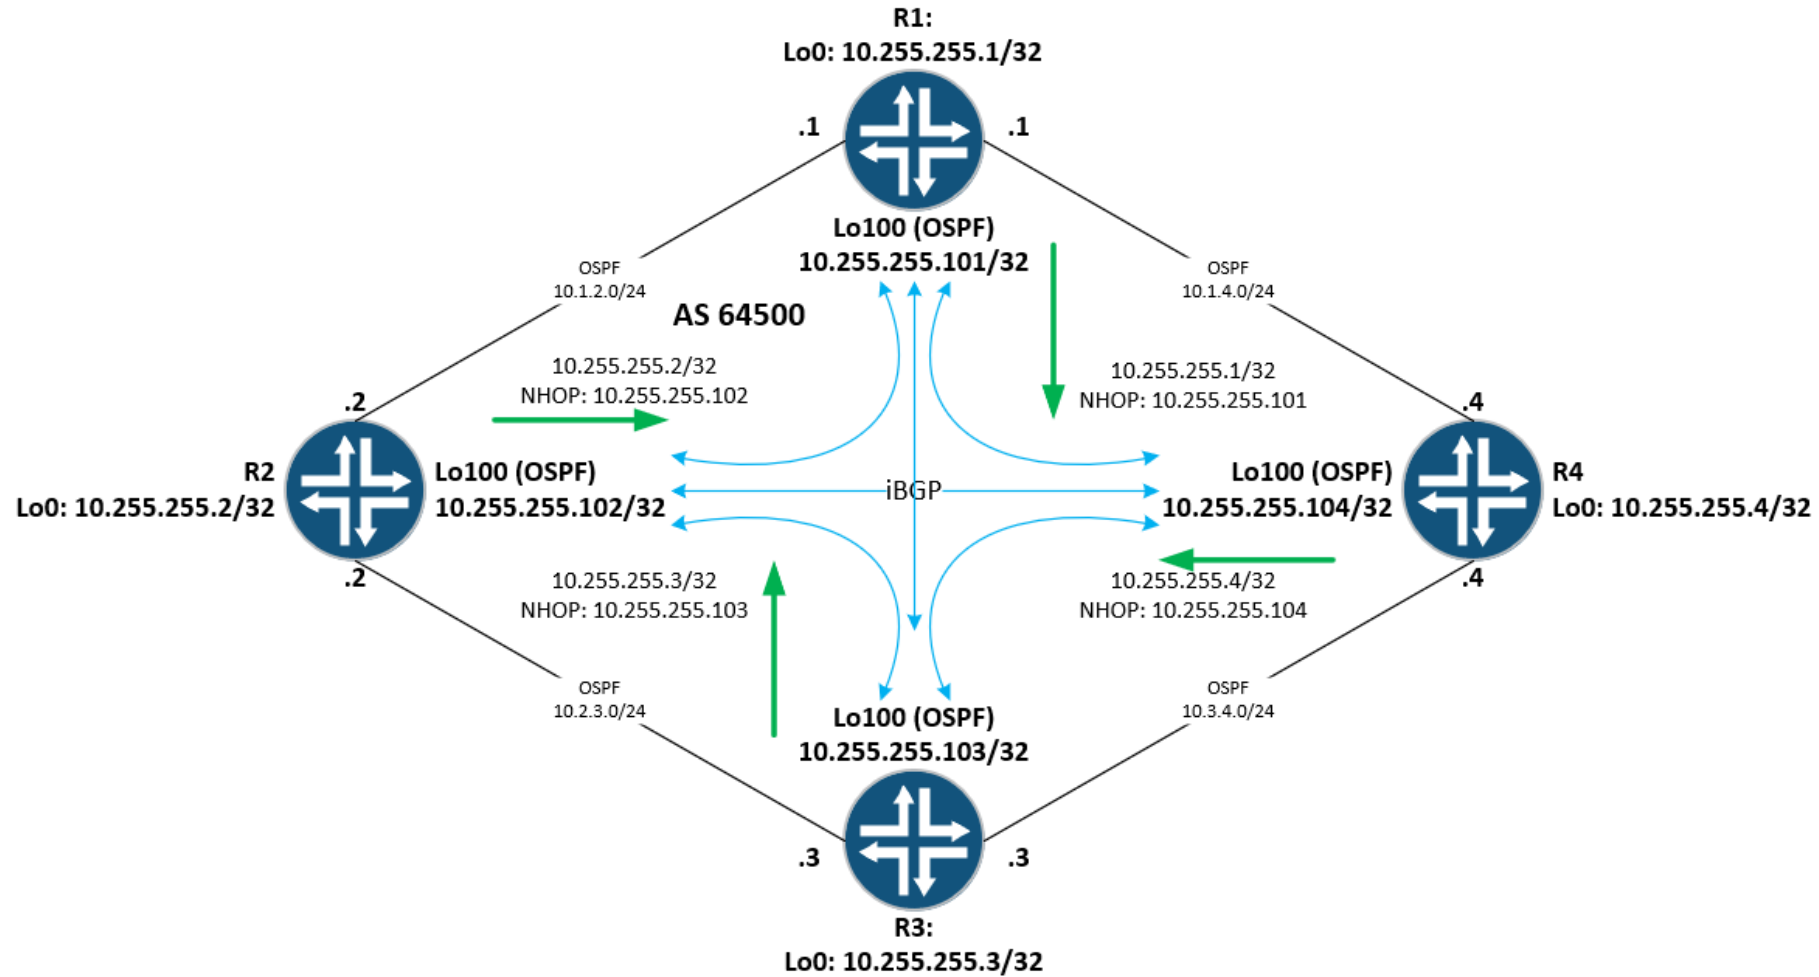 R1:
Lo0: 10.255.255.1/32
.1
.1
Lo100 (OSPF)
10.255.255.101/32
OSPF
10.1.2.0/24
OSPF
10.1.4.0/24
AS 64500
10.255.255.2/32
NHOP: 10.255.255.102
10.255.255.1/32
NHOP: 10.255.255.101
.2
.4
R2
Lo0: 10.255.255.2/32
Lo100 (OSPF)
10.255.255.102/32
iBGP
Lo100 (OSPF)
10.255.255.104/32
R4
Lo0: 10.255.255.4/32
.2
.4
10.255.255.3/32
NHOP: 10.255.255.103
10.255.255.4/32
NHOP: 10.255.255.104
OSPF
10.2.3.0/24
OSPF
10.3.4.0/24
Lo100 (OSPF)
10.255.255.103/32
.3
.3
R3:
Lo0: 10.255.255.3/32